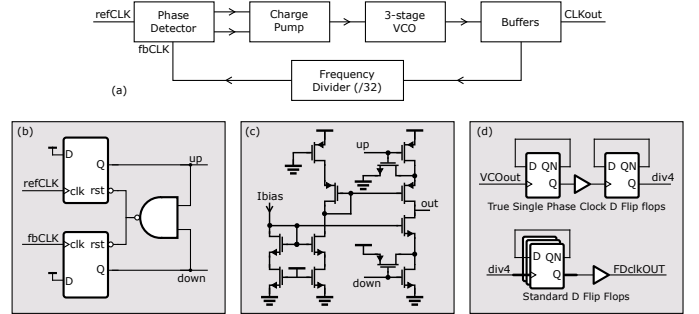 refCLK
Phase
Detector
Charge
Pump
3-stage
VCO
Buffers
CLKout
fbCLK
Frequency
Divider (/32)
(a)
(b)
D
Q
up
refCLK
clk
rst
fbCLK
clk
rst
D
Q
down
(c)
up
Ibias
out
down
(d)
D QN
D QN
VCOout
Q
Q
div4
True Single Phase Clock D Flip flops
D QN
div4
Q
FDclkOUT
Standard D Flip Flops